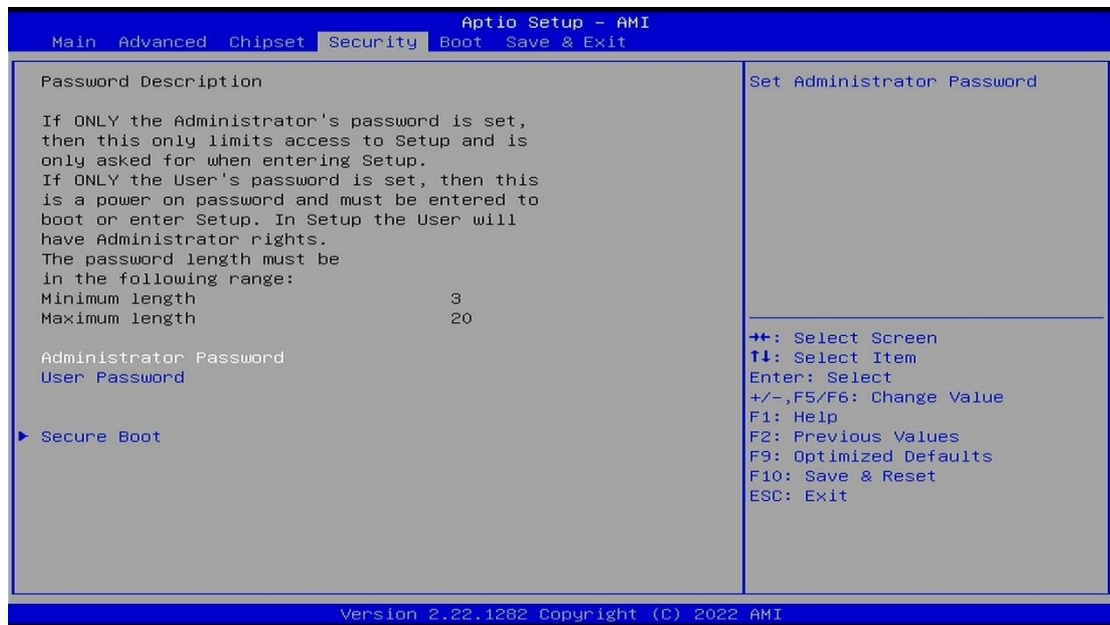 Aptio Setup – AMI
Main Advanced Chipset Security Boot Save & Exit
Password Description
If ONLY the Administrator's password is set,
then this only limits access to Setup and is
only asked for when entering Setup.
If ONLY the User's password is set, then this
is a power on password and must be entered to
boot or enter Setup. In Setup the User will
have Administrator rights.
The password length must be
in the following range:
Minimum length 3
Maximum length 20
Administrator Password
User Password
▶ Secure Boot
Set Administrator Password
→←: Select Screen
↑↓: Select Item
Enter: Select
+/-,F5/F6: Change Value
F1: Help
F2: Previous Values
F9: Optimized Defaults
F10: Save & Reset
ESC: Exit
Version 2.22.1282 Copyright (C) 2022 AMI